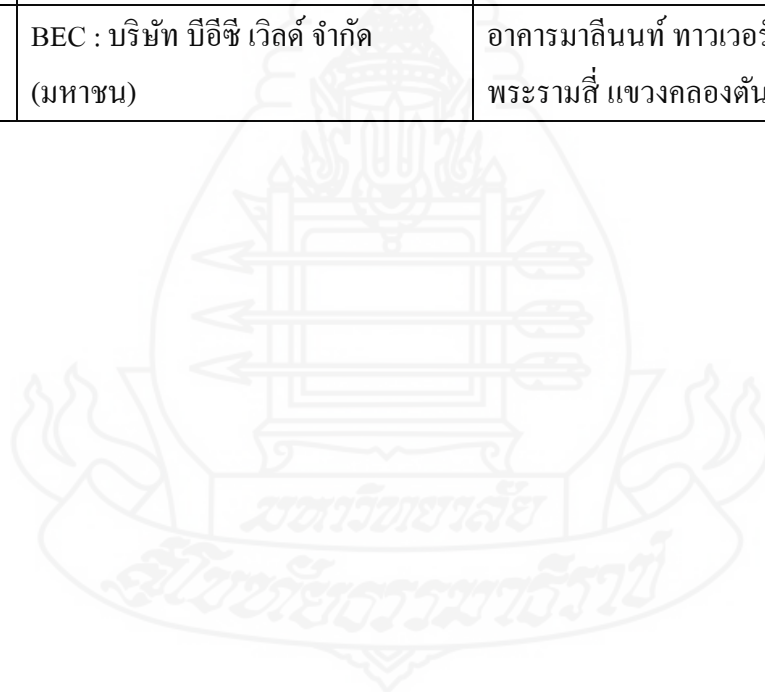 BEC : บริษัท บีอีซี เวิลด์ จำกัด
(มหาชน)
อาคารมาลีนนท์ ทาวเวอร์
พระรามสี่ แขวงคลองตัน
มหาวิทยาลัย
สุโขทัยธรรมาธิราช